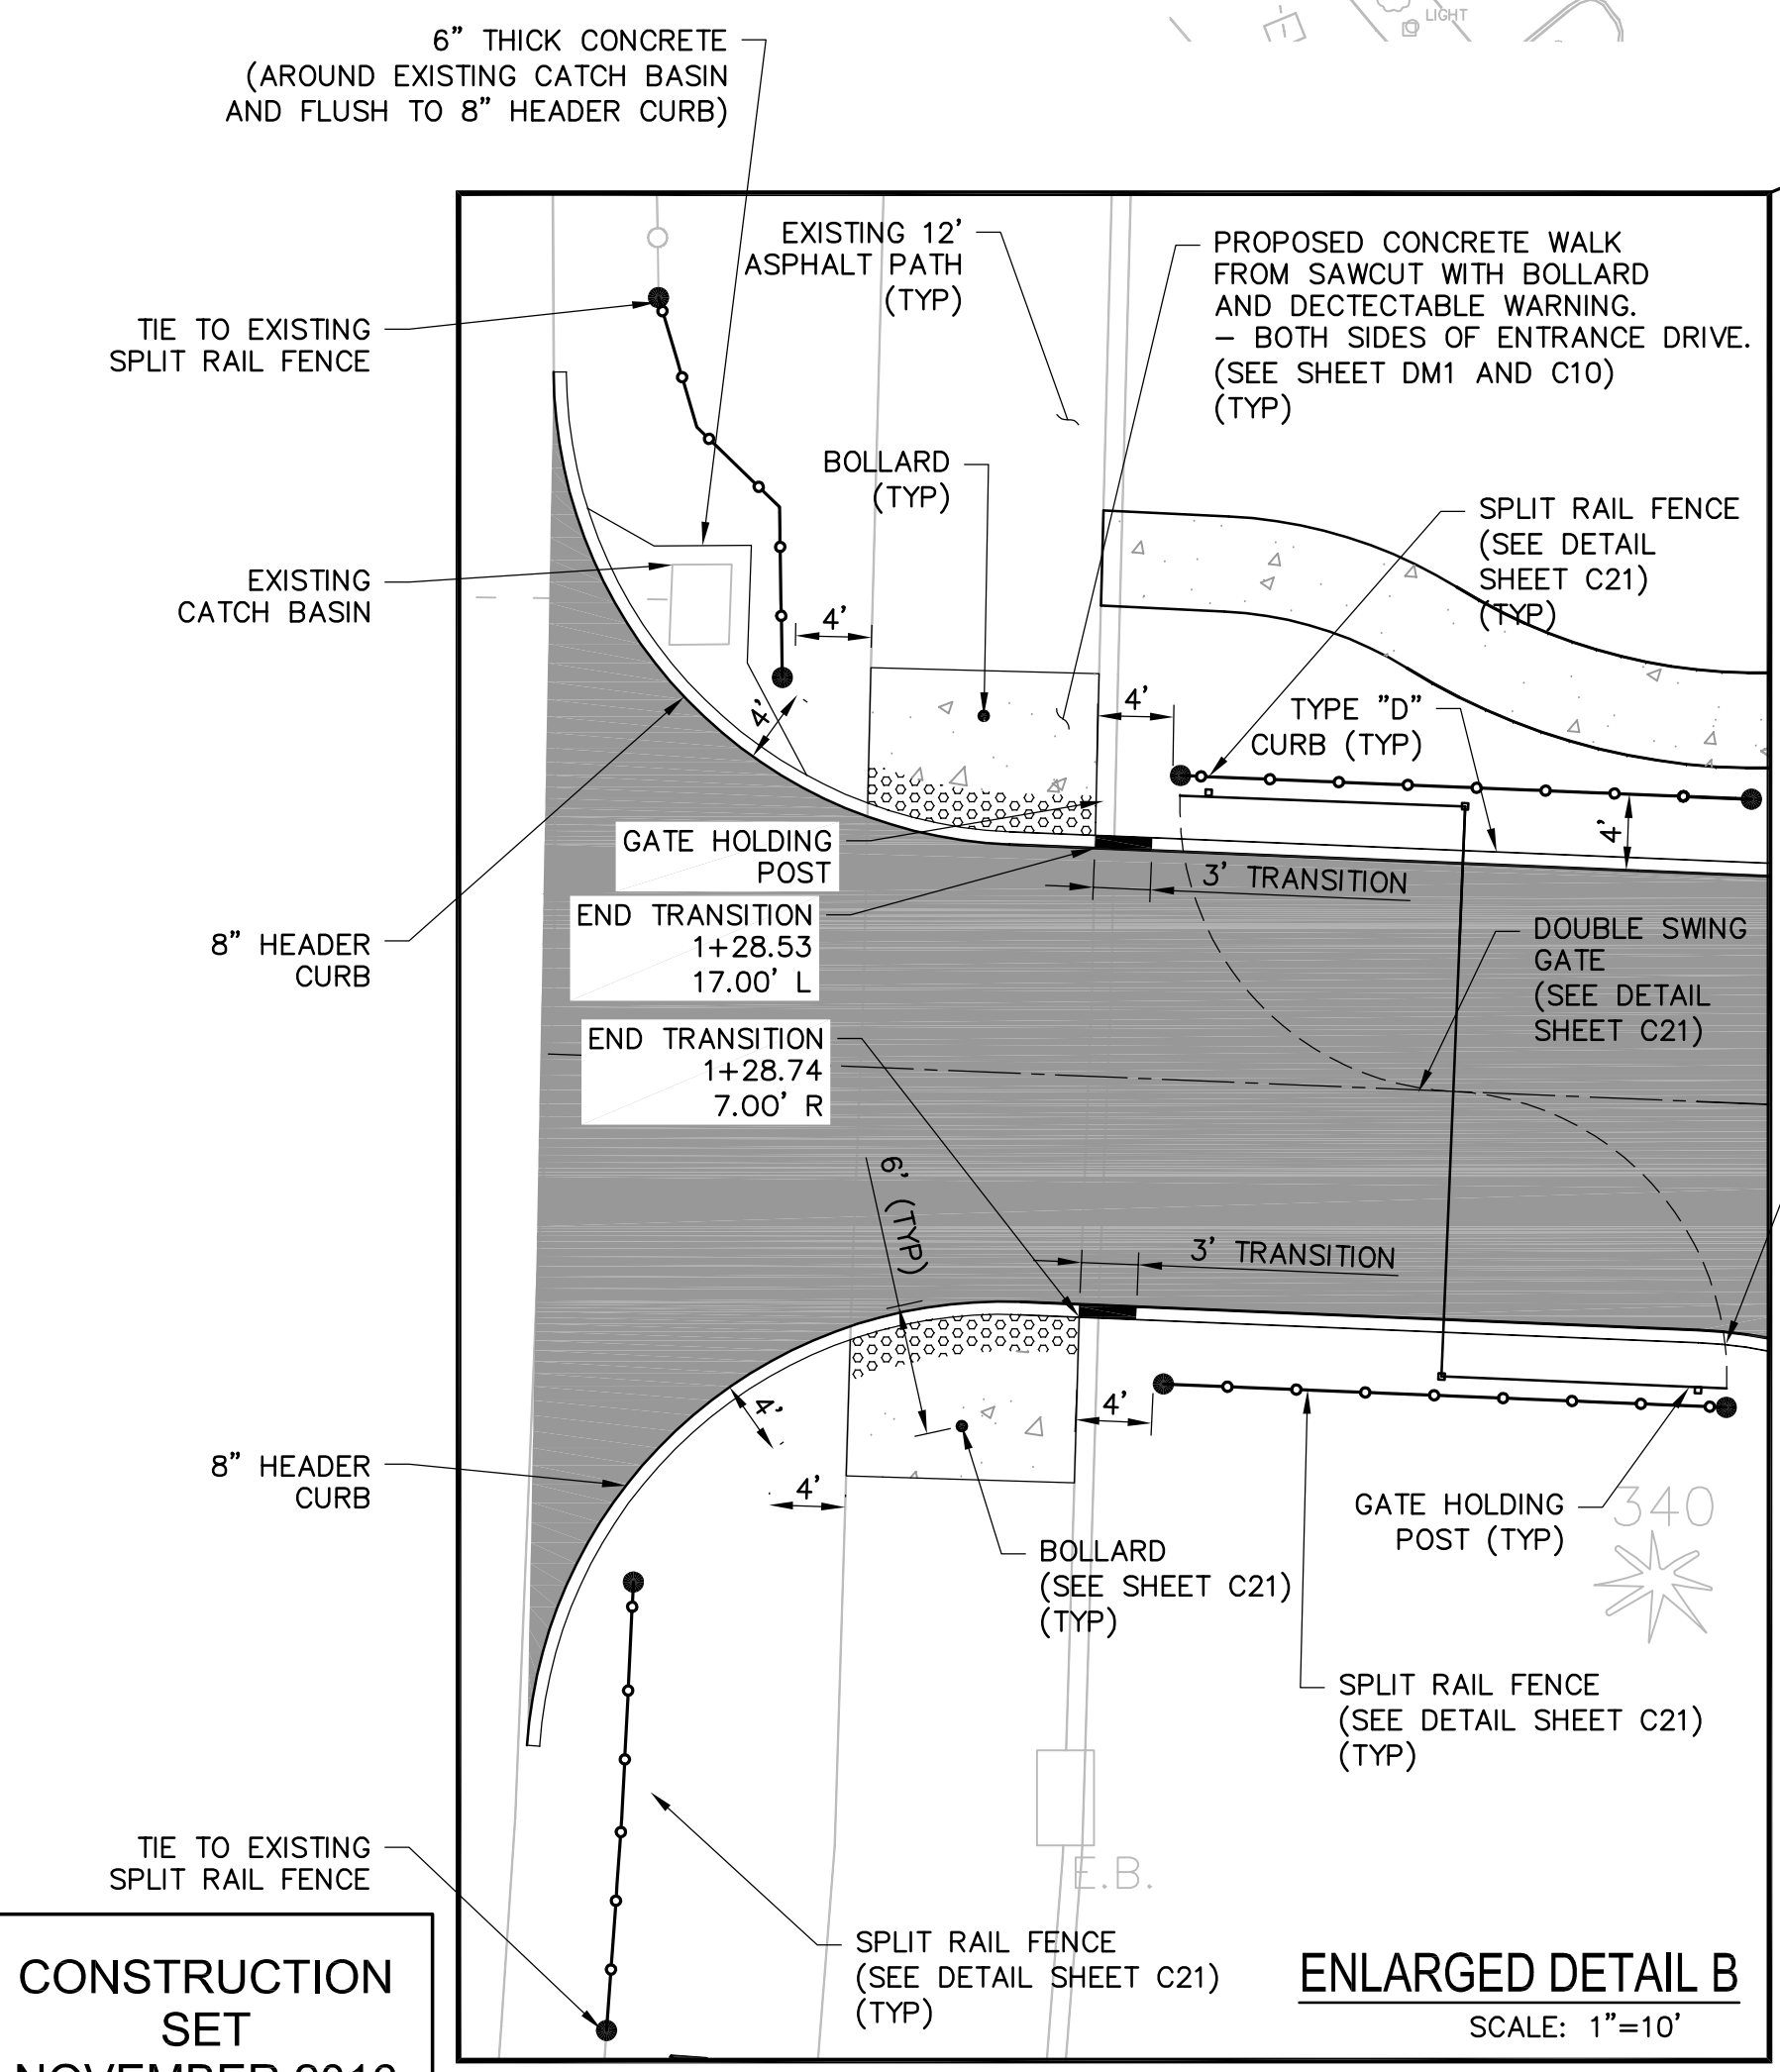 LIGHT
6” THICK CONCRETE
(AROUND EXISTING CATCH BASIN
AND FLUSH TO 8” HEADER CURB)
EXISTING 12’
ASPHALT PATH
(TYP)
PROPOSED CONCRETE WALK
FROM SAWCUT WITH BOLLARD
AND DECTECTABLE WARNING.
– BOTH SIDES OF ENTRANCE DRIVE.
(SEE SHEET DM1 AND C10)
(TYP)
TIE TO EXISTING
SPLIT RAIL FENCE
BOLLARD
(TYP)
SPLIT RAIL FENCE
(SEE DETAIL
SHEET C21)
(TYP)
EXISTING
CATCH BASIN
4’
4’
4’
TYPE "D"
CURB (TYP)
4’
GATE HOLDING
POST
3’ TRANSITION
END TRANSITION
1+28.53
17.00’ L
8” HEADER
CURB
DOUBLE SWING
GATE
(SEE DETAIL
SHEET C21)
END TRANSITION
1+28.74
7.00’ R
6’ (TYP)
3’ TRANSITION
4’
4’
4’
8” HEADER
CURB
GATE HOLDING
POST (TYP)
340
BOLLARD
(SEE SHEET C21)
(TYP)
SPLIT RAIL FENCE
(SEE DETAIL SHEET C21)
(TYP)
TIE TO EXISTING
SPLIT RAIL FENCE
E.B.
SPLIT RAIL FENCE
(SEE DETAIL SHEET C21)
(TYP)
ENLARGED DETAIL B
SCALE: 1”=10’
CONSTRUCTION
SET
NOVEMBER